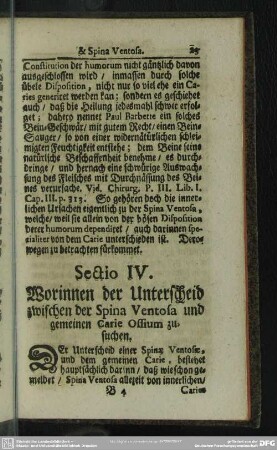 & Spina Ventosa. 23
Constitution der humorum nicht gäntzlich davon
ausgeschlossen wird / inmassen durch solche
übele Disposition, nicht nur so viel ehe ein Ca-
ries generiret werden kan; sondern es geschiehet
auch / daß die Heilung jedesmahl schwer erfol-
get; dahero nennet Paul Barbette ein solches
Bein-Geschwär / mit gutem Recht / einen Bein-
Sauger / so von einer widernatürlichen schlei-
migten Feuchtigkeit entstehe; dem Beine seine
natürliche Beschaffenheit benehme / es durch-
dringe / und hernach eine schwürige Auswach-
sung des Fleisches mit Durchnässung des Bei-
nes verursache. Vid. Chirurg. P. III. Lib. I.
Cap. III. p. 313. So gehören doch die inner-
lichen Ursachen eigentlich zu der Spina Ventosa,
welche / weil sie allein von der bösen Disposition
derer humorum dependiret / auch darinnen spe-
cialiter von dem Carie unterschieden ist. Dero-
wegen zu betrachten fürkommet.
Sectio IV.
Worinnen der Unterscheid
zwischen der Spina Ventosa und
gemeinen Carie Ossium zu-
suchen.
DEr Unterscheid einer Spinæ Ventosæ,
und dem gemeinen Carie, bestehet
hauptsächlich darinn / daß wie schon ge-
meldet / Spina Ventosa allezeit von innerlichen /
B 4 Caries